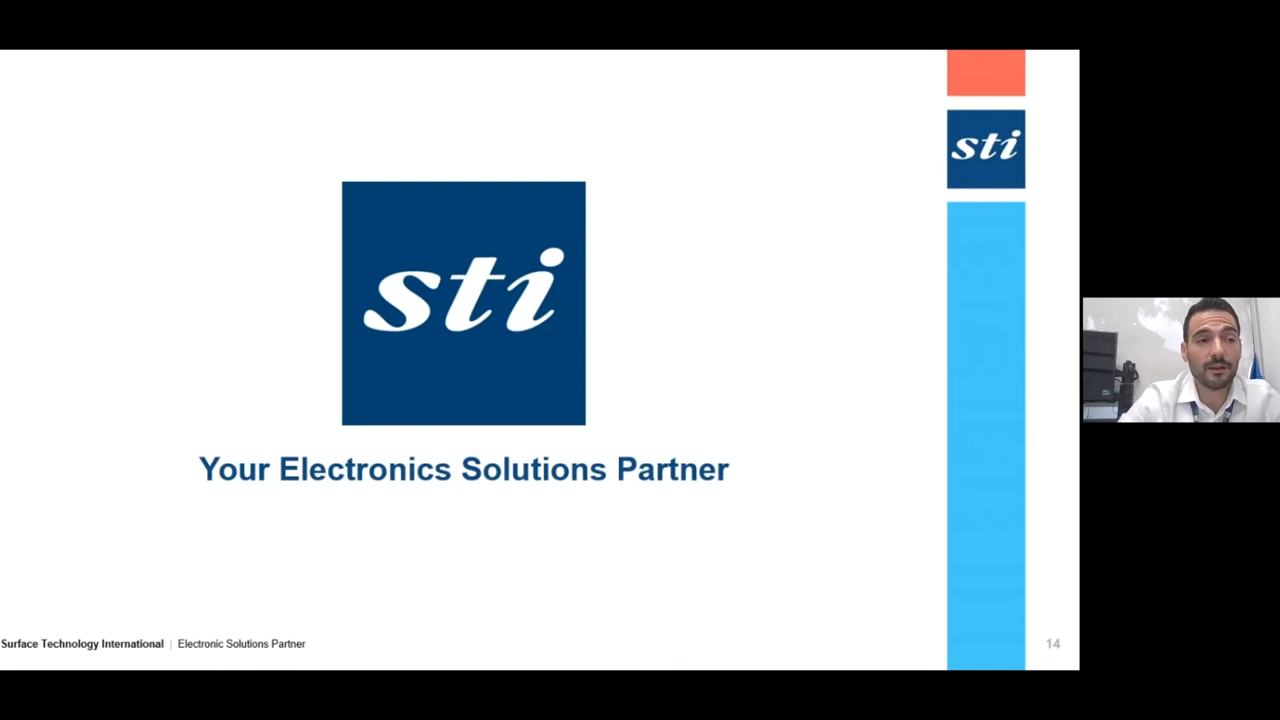 sti
sti
Your Electronics Solutions Partner
Surface Technology International | Electronic Solutions Partner
14